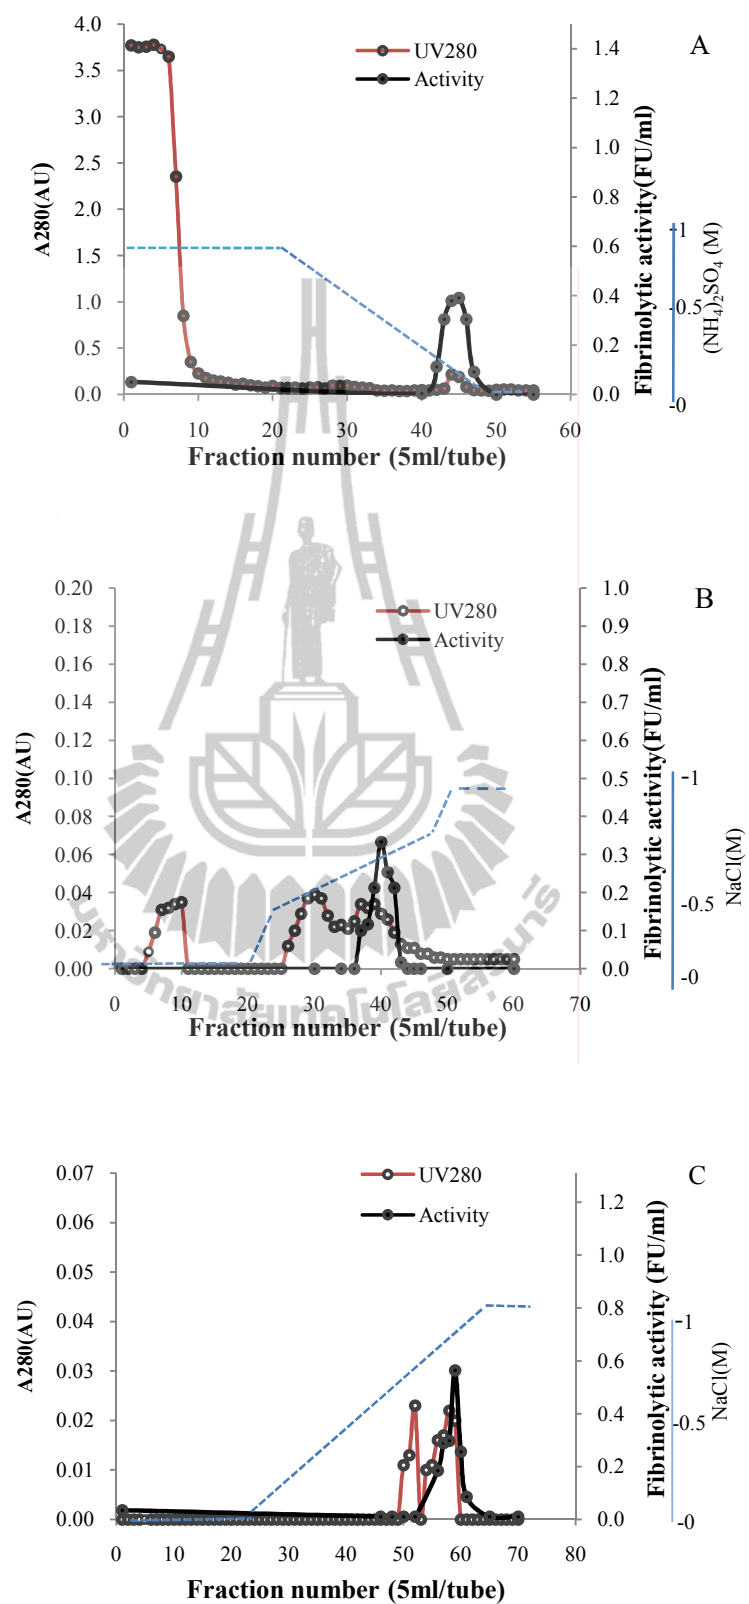 A
UV280
Activity
4.0
3.5
3.0
2.5
2.0
1.5
1.0
0.5
0.0
A280(AU)
0 10 20 30 40 50 60
Fraction number (5ml/tube)
1.4
1.2
1.0
0.8
0.6
0.4
0.2
0.0
Fibrinolytic activity(FU/ml)
-1
-0.5
-0
(NH4)2SO4 (M)
B
UV280
Activity
0.20
0.18
0.16
0.14
0.12
0.10
0.08
0.06
0.04
0.02
0.00
A280(AU)
0 10 20 30 40 50 60 70
Fraction number (5ml/tube)
1.0
0.9
0.8
0.7
0.6
0.5
0.4
0.3
0.2
0.1
0.0
Fibrinolytic activity(FU/ml)
-1
-0.5
-0
NaCl(M)
C
UV280
Activity
0.07
0.06
0.05
0.04
0.03
0.02
0.01
0.00
A280(AU)
0 10 20 30 40 50 60 70 80
Fraction number (5ml/tube)
1.2
1.0
0.8
0.6
0.4
0.2
0.0
Fibrinolytic activity (FU/ml)
-1
-0.5
-0
NaCl(M)